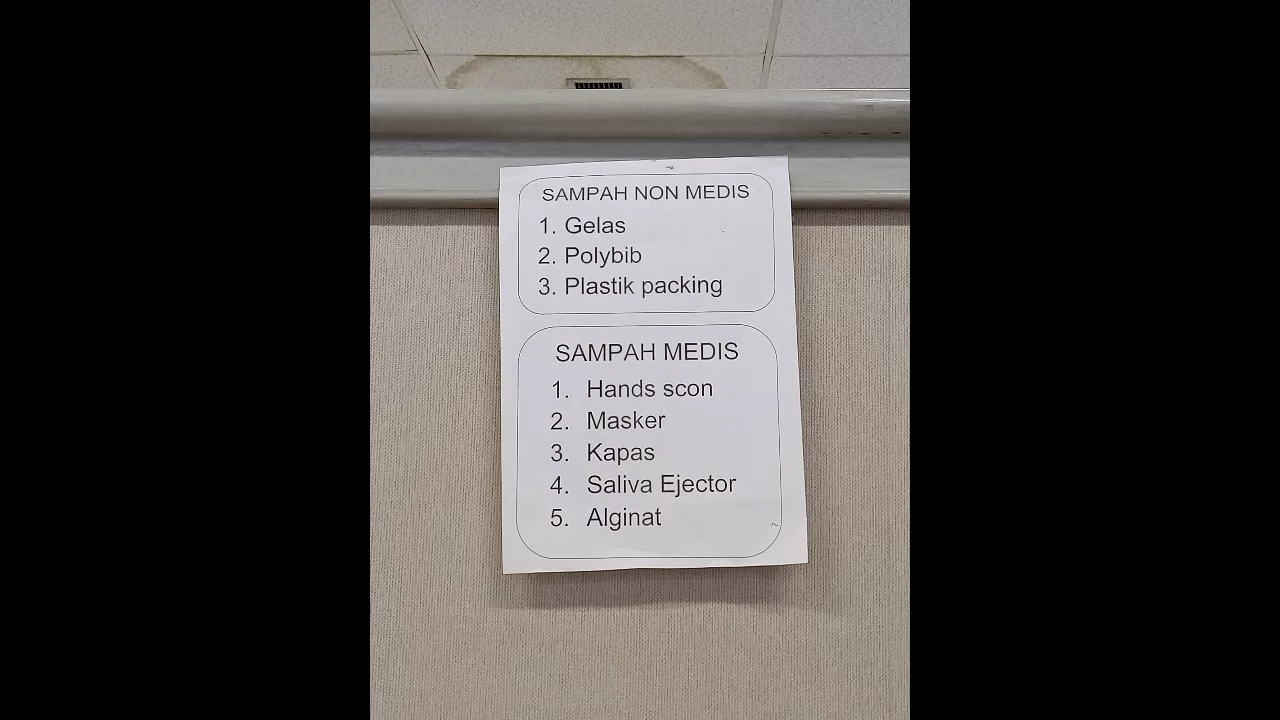 SAMPAH NON MEDIS
1. Gelas
2. Polybib
3. Plastik packing
SAMPAH MEDIS
1. Hands scon
2. Masker
3. Kapas
4. Saliva Ejector
5. Alginat